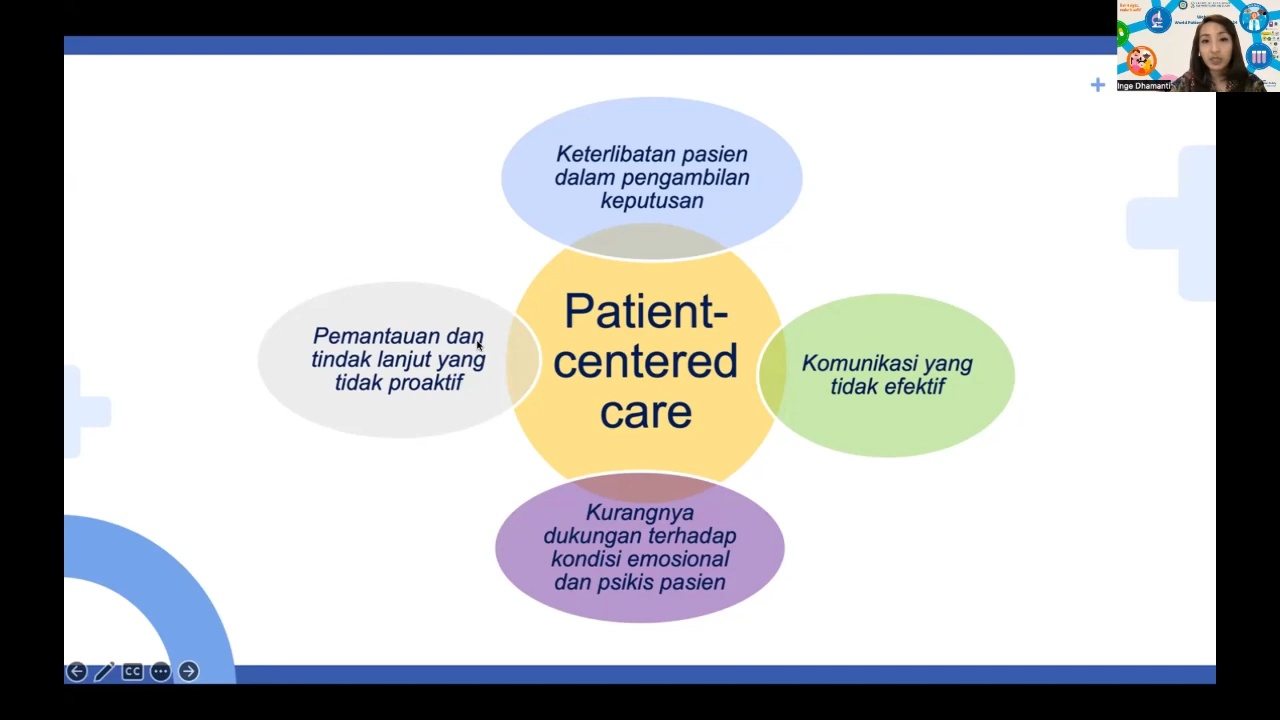 Keterlibatan pasien
dalam pengambilan
keputusan
Patient-
centered
care
Pemantauan dan
tindak lanjut yang
tidak proaktif
Komunikasi yang
tidak efektif
Kurangnya
dukungan terhadap
kondisi emosional
dan psikis pasien
Inge Dhamanti
CC